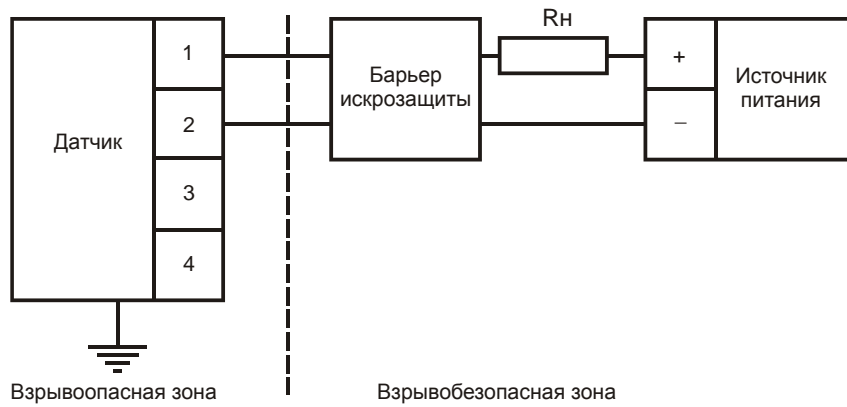 Rн
1
2
3
4
Датчик
Барьер
искрозащиты
+
–
Источник
питания
Взрывоопасная зона
Взрывобезопасная зона